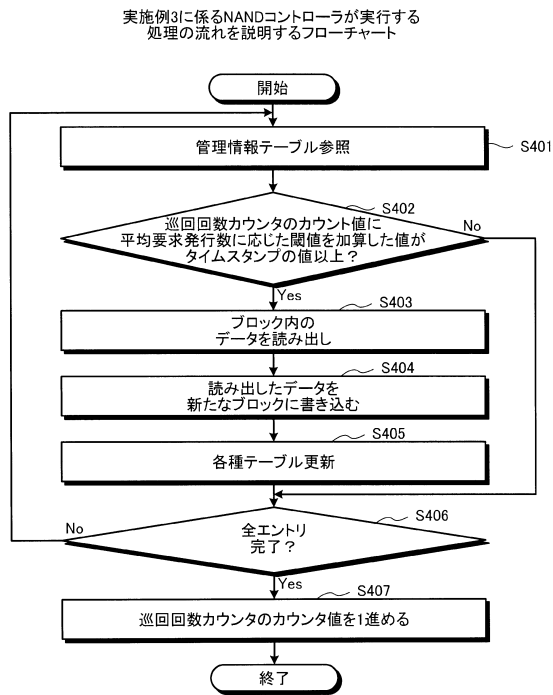 実施例3に係るNANDコントローラが実行する
処理の流れを説明するフローチャート
開始
管理情報テーブル参照
S401
S402
巡回回数カウンタのカウント値に
平均要求発行数に応じた閾値を加算した値が
タイムスタンプの値以上？
No
Yes
S403
ブロック内の
データを読み出し
S404
読み出したデータを
新たなブロックに書き込む
S405
各種テーブル更新
S406
No
全エントリ
完了？
Yes
S407
巡回回数カウンタのカウンタ値を1進める
終了